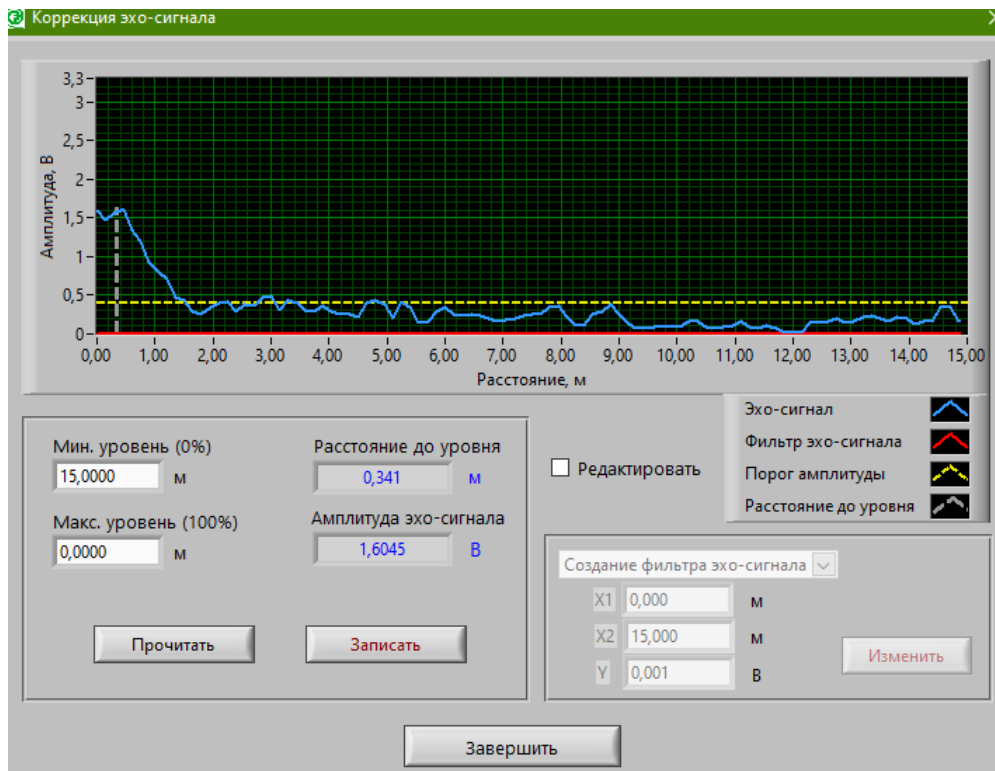 Коррекция эхо-сигнала
Амплитуда, В
3,3
3
2,5
2
1,5
1
0,5
0
0,00 1,00 2,00 3,00 4,00 5,00 6,00 7,00 8,00 9,00 10,00 11,00 12,00 13,00 14,00 15,00
Расстояние, м
Эхо-сигнал
Фильтр эхо-сигнала
Порог амплитуды
Расстояние до уровня
Мин. уровень (0%)
15,0000 м
Расстояние до уровня
0,341 м
Макс. уровень (100%)
0,0000 м
Амплитуда эхо-сигнала
1,6045 В
Прочитать
Записать
Редактировать
Создание фильтра эхо-сигнала
X1 0,000 м
X2 15,000 м
Y 0,001 В
Изменить
Завершить